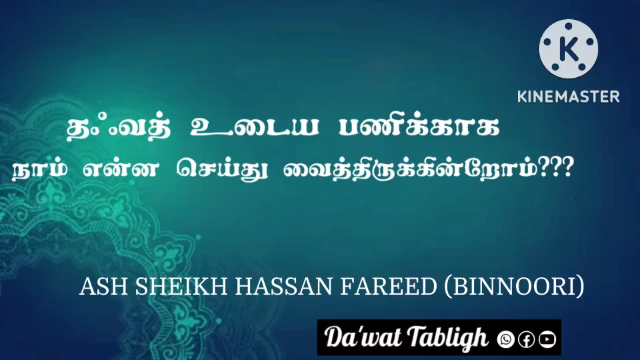 KINEMASTER
தஃவத் உடைய பணிக்காக
நாம் என்ன செய்து வைத்திருக்கின்றோம்???
ASH SHEIKH HASSAN FAREED (BINNOORI)
Da'wat Tabligh